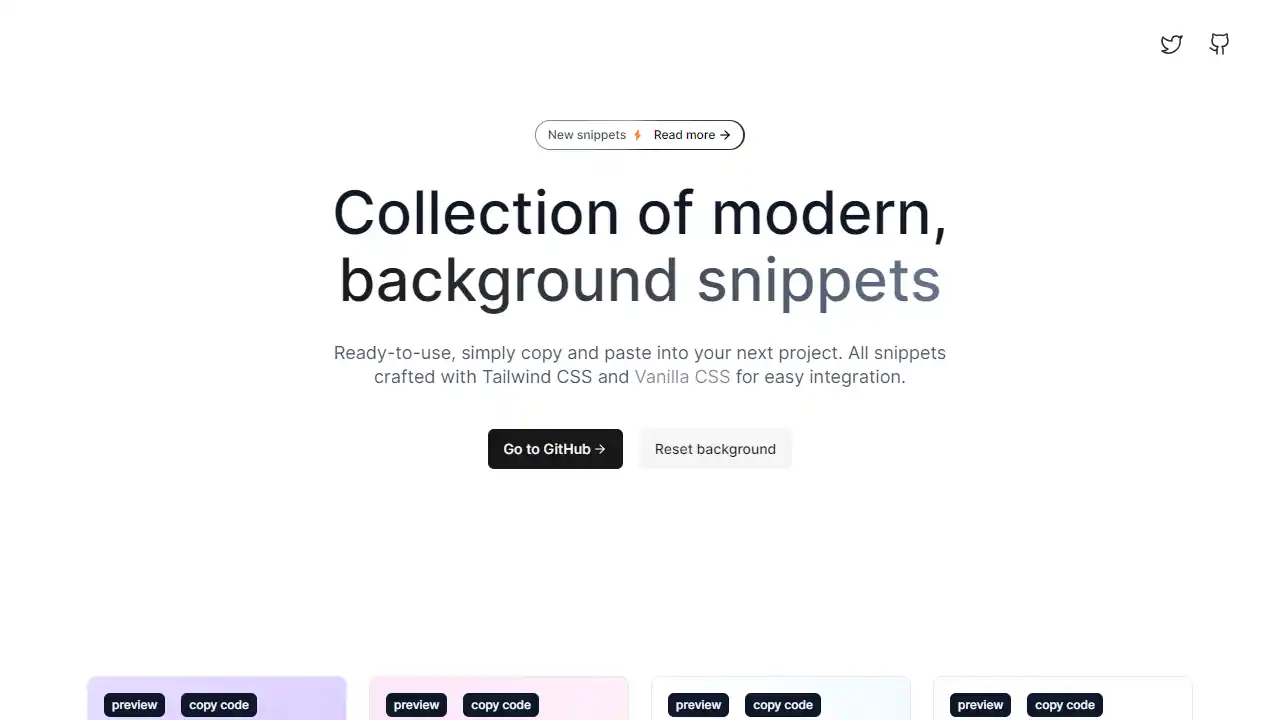 New snippets Read more →
Collection of modern,
background snippets
Ready-to-use, simply copy and paste into your next project. All snippets
crafted with Tailwind CSS and Vanilla CSS for easy integration.
Go to GitHub → Reset background
preview copy code preview copy code preview copy code preview copy code